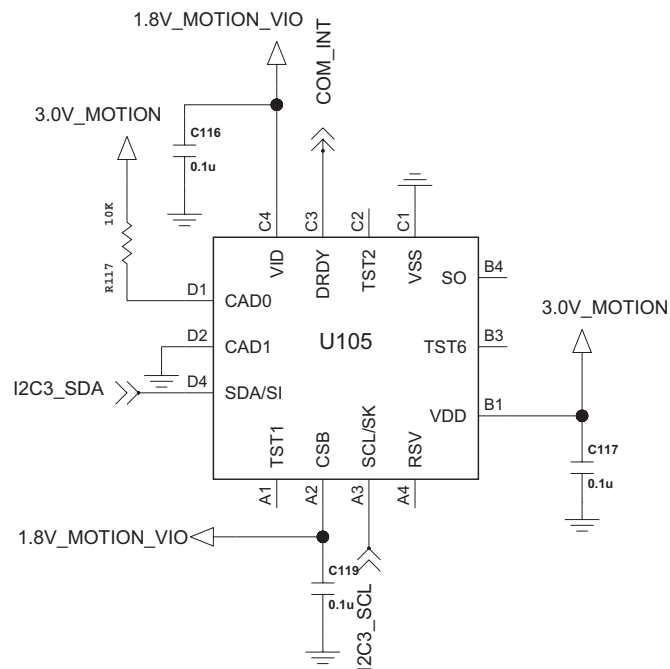 1.8V_MOTION_VIO
COM_INT
3.0V_MOTION
C116
0.1u
10K
R117
C4
C3
C2
C1
VID
DRDY
TST2
VSS
D1
CAD0
SO
B4
3.0V_MOTION
D2
CAD1
U105
TST6
B3
I2C3_SDA
D4
SDA/SI
VDD
B1
TST1
CSB
SCL/SK
RSV
C117
0.1u
A1
A2
A3
A4
1.8V_MOTION_VIO
C119
0.1u
I2C3_SCL